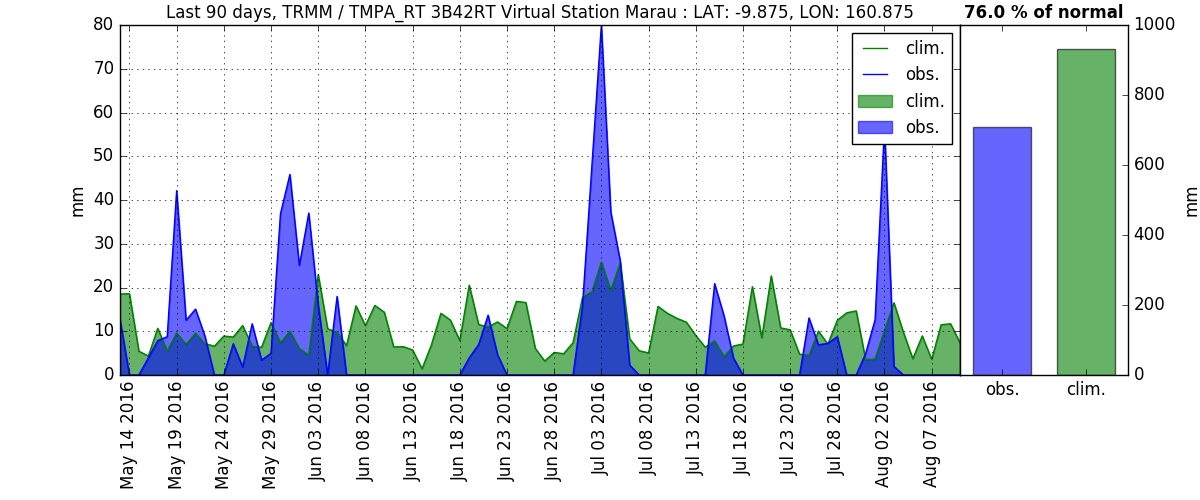 Last 90 days, TRMM / TMPA_RT 3B42RT Virtual Station Marau : LAT: -9.875, LON: 160.875
76.0 % of normal
80
70
60
50
40
30
20
10
0
mm
clim.
obs.
clim.
obs.
1000
800
600
400
200
0
mm
obs.
clim.
May 14 2016
May 19 2016
May 24 2016
May 29 2016
Jun 03 2016
Jun 08 2016
Jun 13 2016
Jun 18 2016
Jun 23 2016
Jun 28 2016
Jul 03 2016
Jul 08 2016
Jul 13 2016
Jul 18 2016
Jul 23 2016
Jul 28 2016
Aug 02 2016
Aug 07 2016